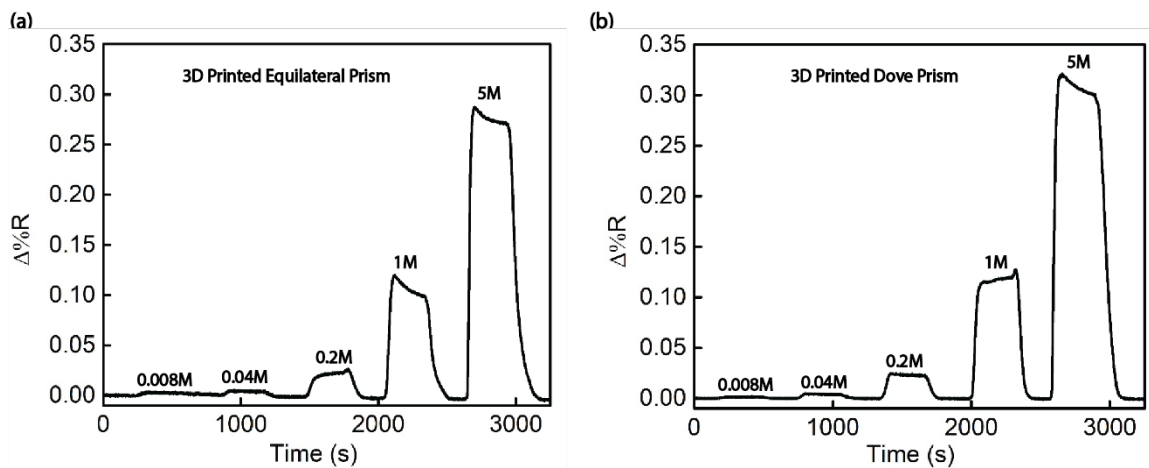 (a)
3D Printed Equilateral Prism
0.35
0.30
0.25
0.20
0.15
0.10
0.05
0.00
Δ%R
0.008M
0.04M
0.2M
1M
5M
0 1000 2000 3000
Time (s)
(b)
3D Printed Dove Prism
0.35
0.30
0.25
0.20
0.15
0.10
0.05
0.00
Δ%R
0.008M
0.04M
0.2M
1M
5M
0 1000 2000 3000
Time (s)